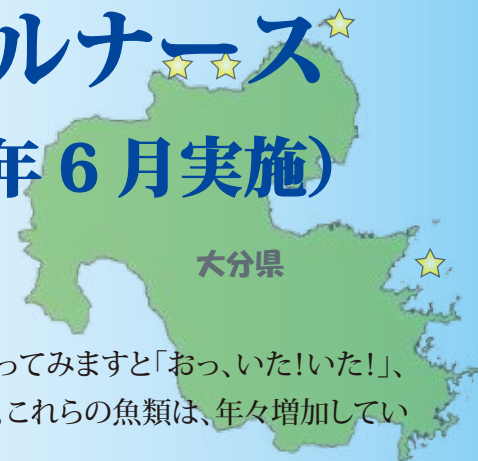 ルナース
年６月実施）
大分県
ってみますと「おっ、いた！いた！」、
これらの魚類は、年々増加してい